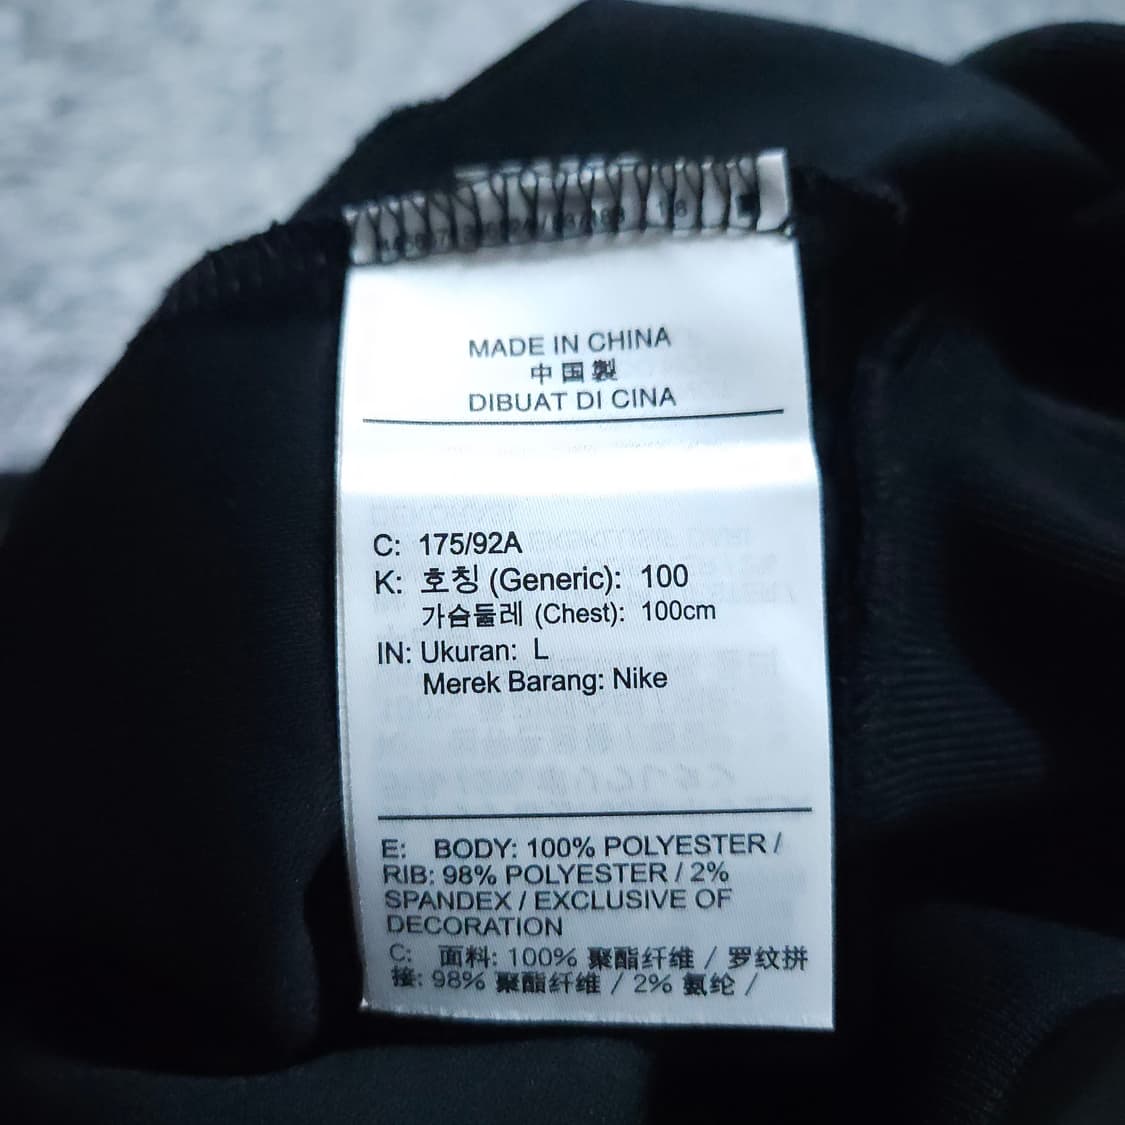 MADE IN CHINA
中国製
DIBUAT DI CINA
C: 175/92A
K: 호칭 (Generic): 100
가슴둘레 (Chest): 100cm
IN: Ukuran: L
Merek Barang: Nike
E: BODY: 100% POLYESTER /
RIB: 98% POLYESTER / 2%
SPANDEX / EXCLUSIVE OF
DECORATION
C: 面料: 100% 聚酯纤维 / 罗纹拼
接: 98% 聚酯纤维 / 2% 氨纶 /